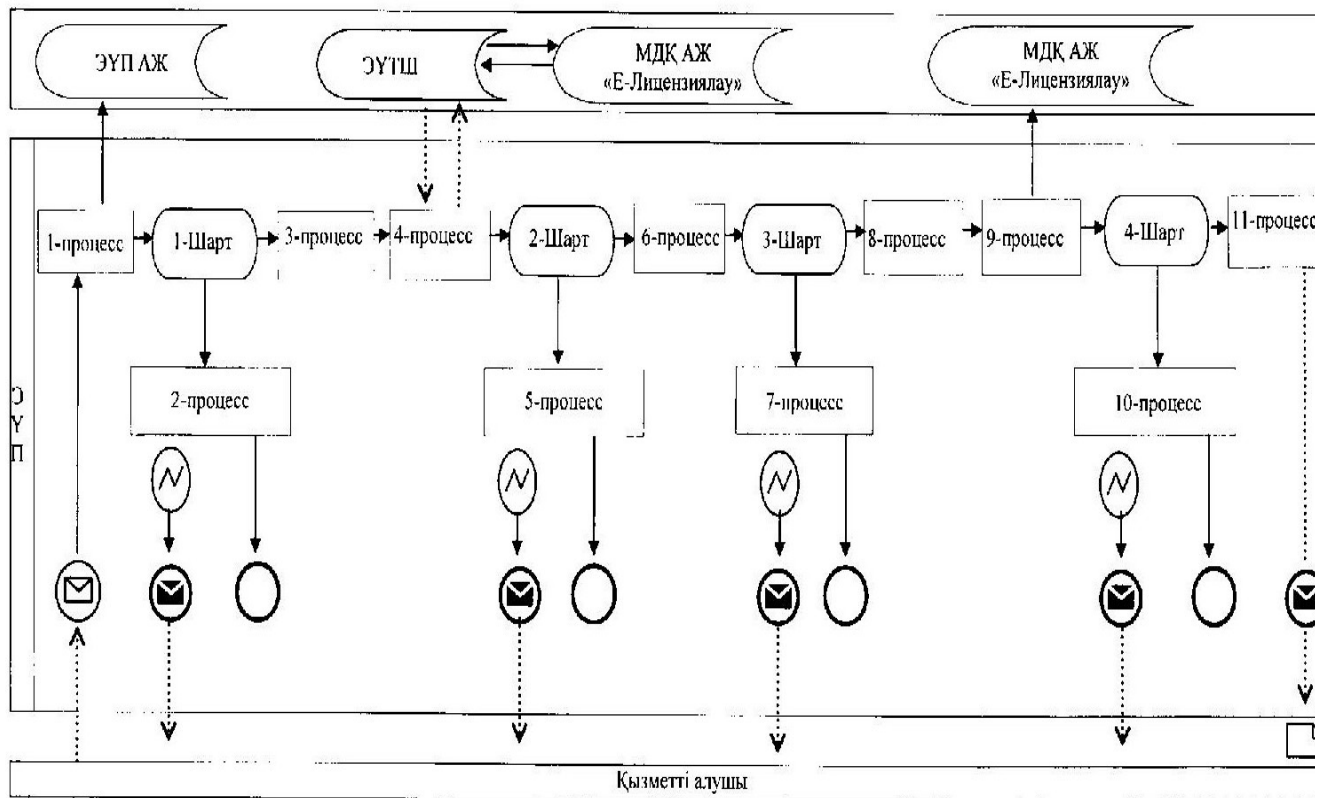 ЭҮП АЖ
ЭҮТШ
МДҚ АЖ
«Е-Лицензиялау»
МДҚ АЖ
«Е-Лицензиялау»
1-процесс
1-Шарт
3-процесс
4-процесс
2-Шарт
6-процесс
3-Шарт
8-процесс
9-процесс
4-Шарт
11-процесс
2-процесс
5-процесс
7-процесс
10-процесс
Э
Ү
П
Қызметті алушы